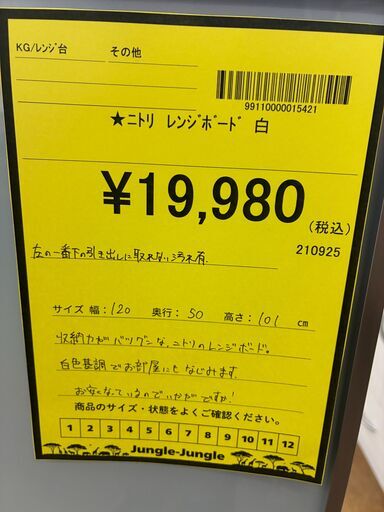 KG/レンジ台 その他
99110000015421
★ニトリ レンジボード 白
¥19,980
(税込)
210925
左の一番下の引き出しに取れない汚れ有
サイズ 幅: 120 奥行: 50 高さ: 101 cm
収納力がバツグンな、ニトリのレンジボード。
白色基調でお部屋にもなじみます
お安くなっているのでいかがですか!
商品のサイズ・状態をよくご確認ください。
1 2 3 4 5 6 7 8 9 10 11 12
Jungle-Jungle